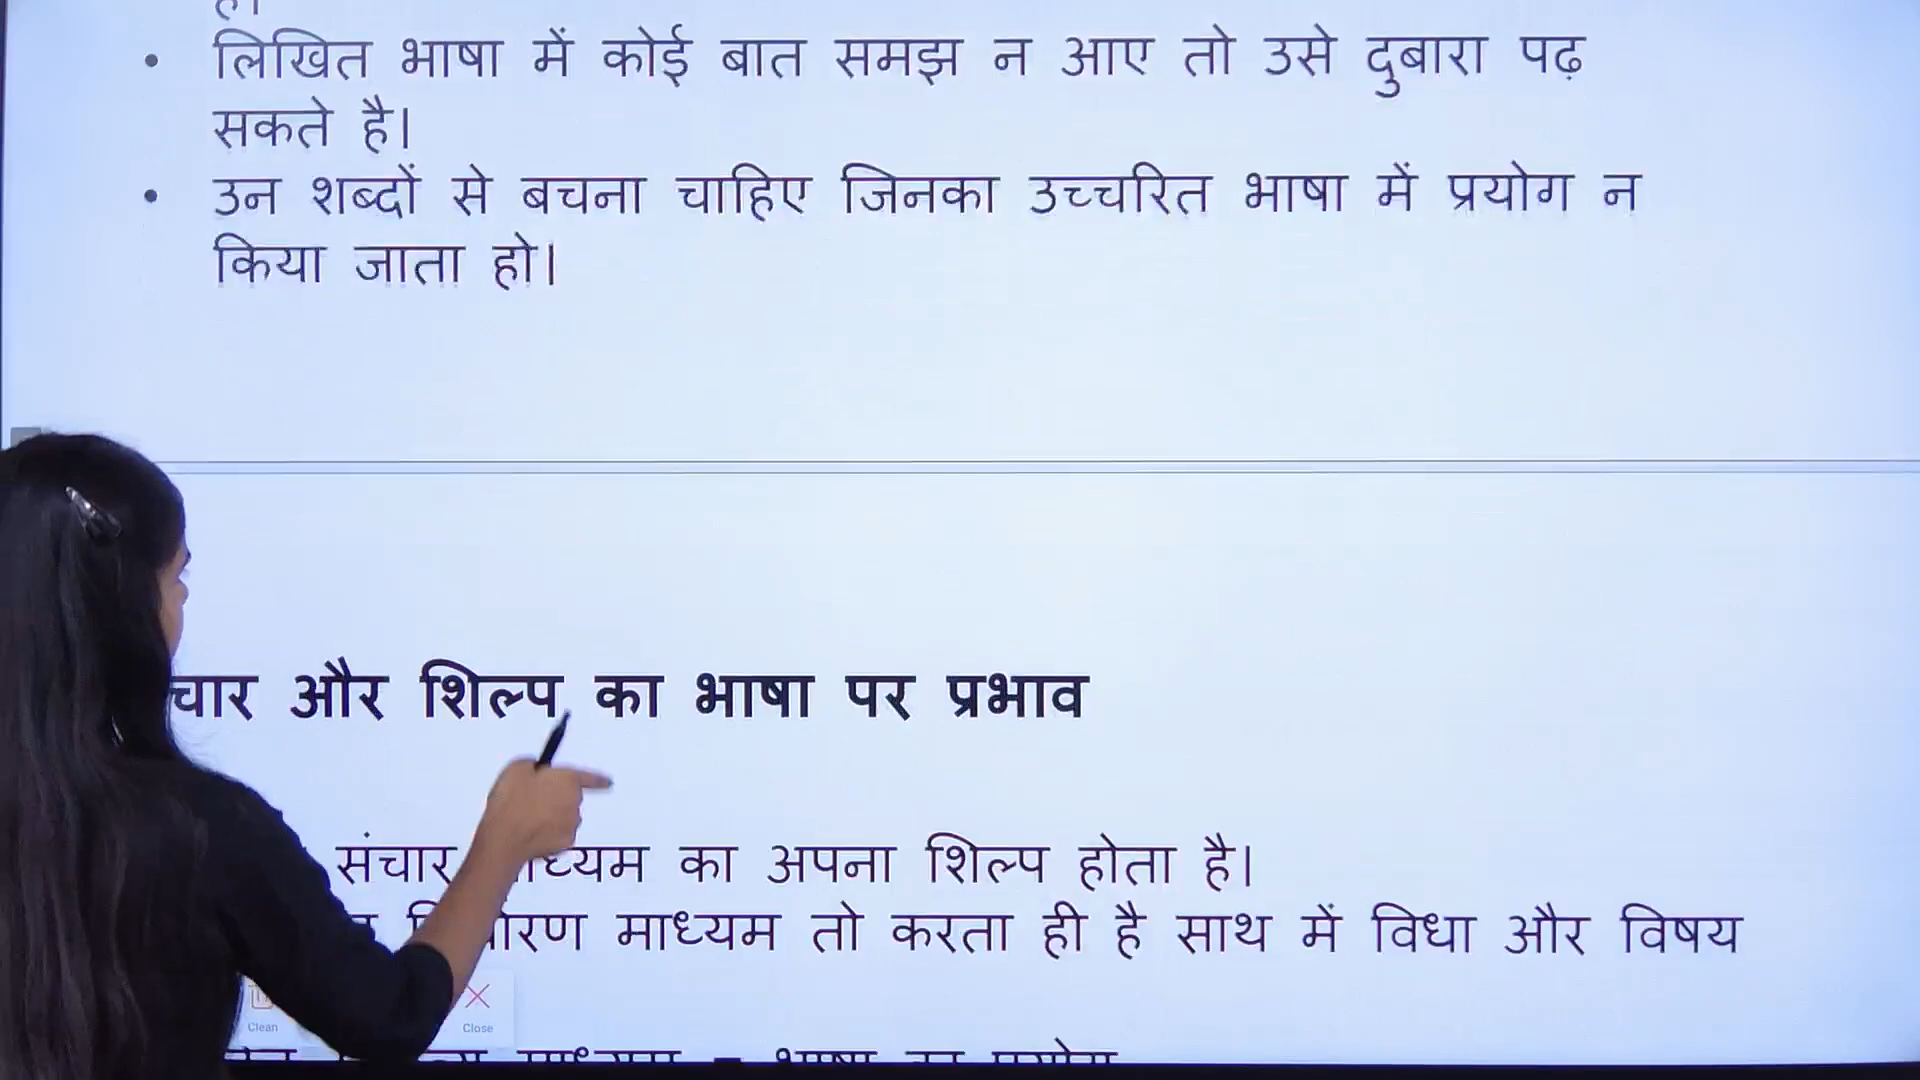 • लिखित भाषा में कोई बात समझ न आए तो उसे दुबारा पढ़
सकते है।
• उन शब्दों से बचना चाहिए जिनका उच्चरित भाषा में प्रयोग न
किया जाता हो।
और शिल्प का भाषा पर प्रभाव
संचार माध्यम का अपना शिल्प होता है।
माध्यम तो करता ही है साथ में विधा और विषय
Clean Close